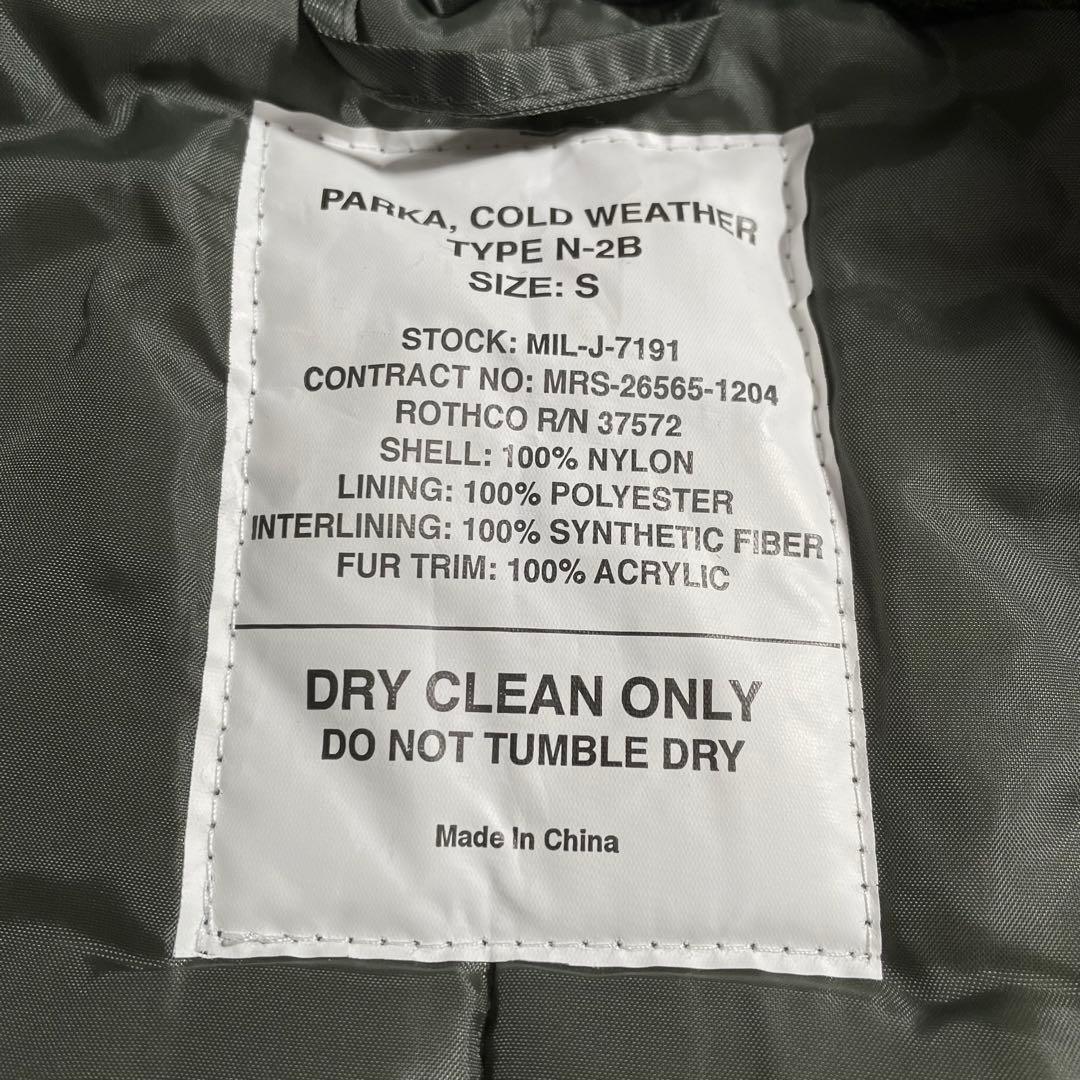 PARKA, COLD WEATHER
TYPE N-2B
SIZE: S
STOCK: MIL-J-7191
CONTRACT NO: MRS-26565-1204
ROTHCO R/N 37572
SHELL: 100% NYLON
LINING: 100% POLYESTER
INTERLINING: 100% SYNTHETIC FIBER
FUR TRIM: 100% ACRYLIC
DRY CLEAN ONLY
DO NOT TUMBLE DRY
Made In China